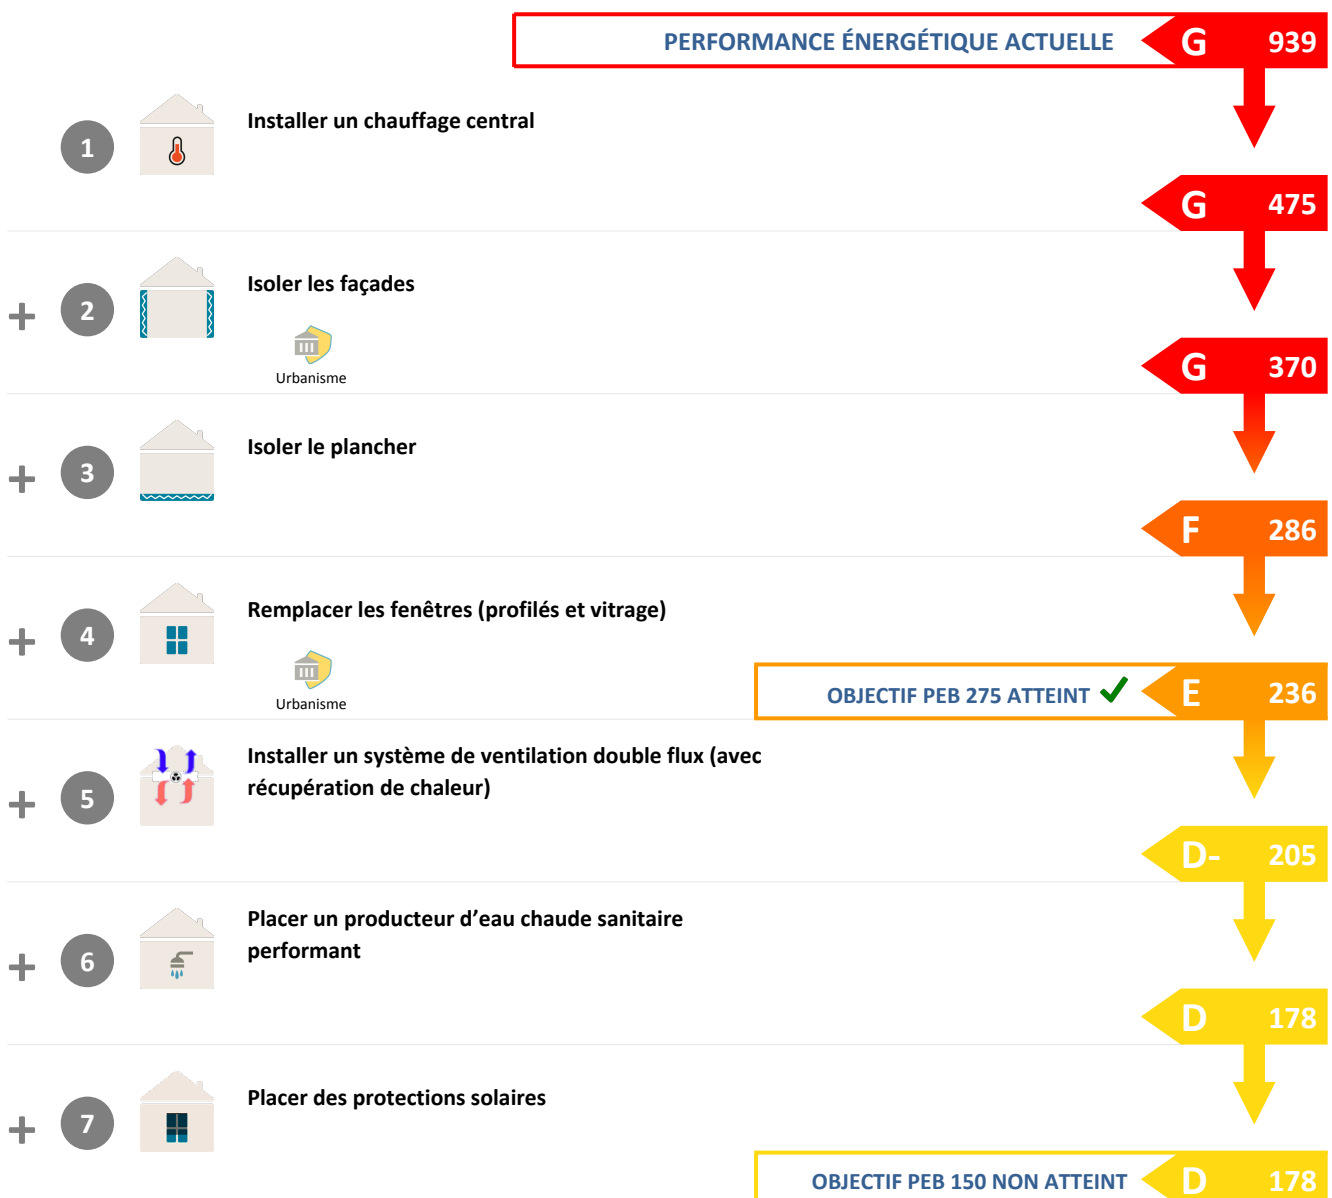 PERFORMANCE ÉNERGÉTIQUE ACTUELLE G 939
1 Installer un chauffage central
G 475
+ 2 Isoler les façades
Urbanisme
G 370
+ 3 Isoler le plancher
F 286
+ 4 Remplacer les fenêtres (profilés et vitrage)
Urbanisme
OBJECTIF PEB 275 ATTEINT ✔ E 236
+ 5 Installer un système de ventilation double flux (avec
récupération de chaleur)
D- 205
+ 6 Placer un producteur d’eau chaude sanitaire
performant
D 178
+ 7 Placer des protections solaires
OBJECTIF PEB 150 NON ATTEINT D 178